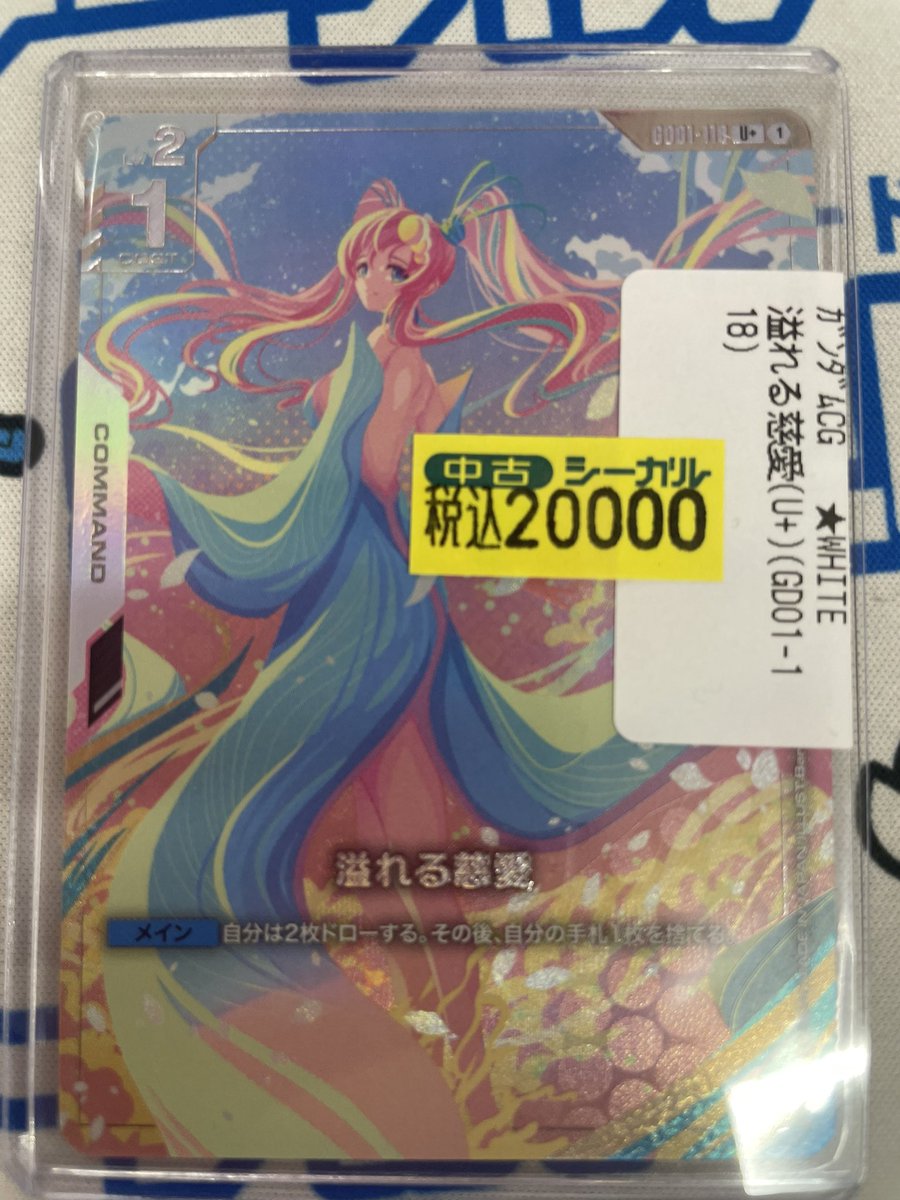 Lv 2
GD01-118 U+ 1
1
COST
COMMAND
ガンダムCG ★WHITE
溢れる慈愛(U+)(GD01-1
18)
中古 シーガル
税込20000
溢れる慈愛
メイン 自分は2枚ドローする。その後、自分の手札1枚を捨てる。